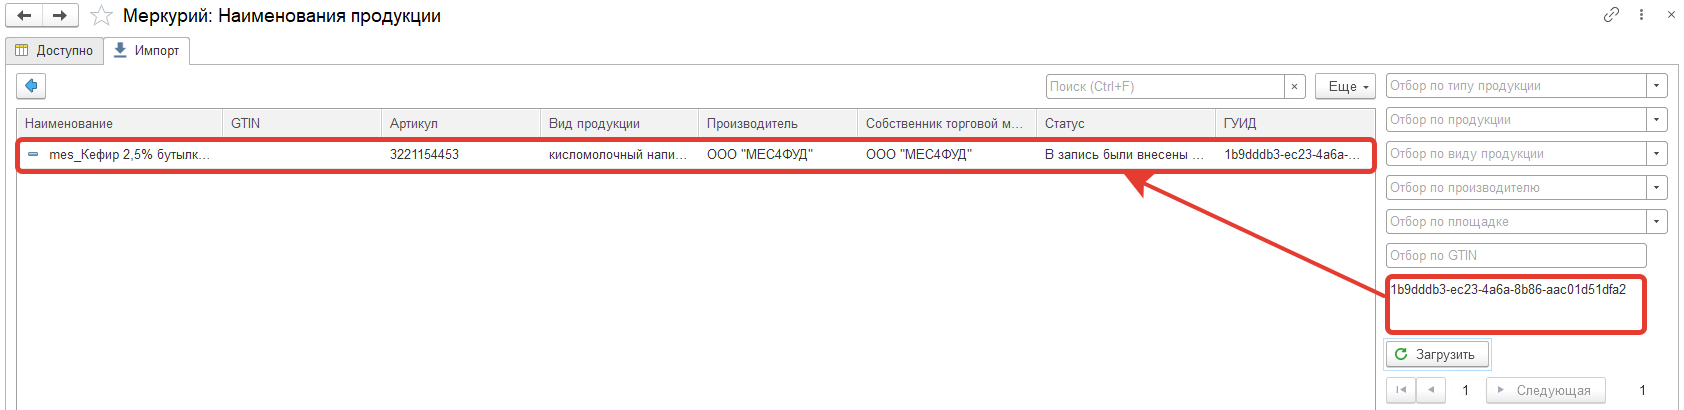 Меркурий: Наименования продукции
Доступно Импорт
Поиск (Ctrl+F) × Еще
Наименование GTIN Артикул Вид продукции Производитель Собственник торговой м... Статус ГУИД
mes_Кефир 2,5% бутылк... 3221154453 кисломолочный напи... ООО "МЕС4ФУД" ООО "МЕС4ФУД" В запись были внесены ... 1b9dddb3-ec23-4a6a-...
Отбор по типу продукции
Отбор по продукции
Отбор по виду продукции
Отбор по производителю
Отбор по площадке
Отбор по GTIN
1b9dddb3-ec23-4a6a-8b86-aac01d51dfa2
Загрузить
1 Следующая 1